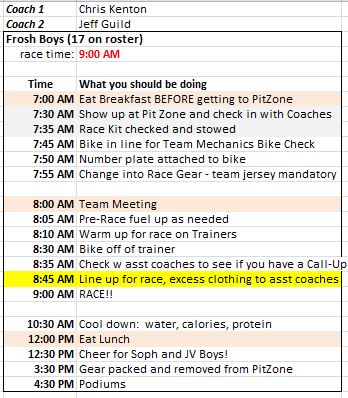 Coach 1 Chris Kenton
Coach 2 Jeff Guild
Frosh Boys (17 on roster)
race time: 9:00 AM
Time What you should be doing
7:00 AM Eat Breakfast BEFORE getting to PitZone
7:30 AM Show up at Pit Zone and check in with Coaches
7:35 AM Race Kit checked and stowed
7:45 AM Bike in line for Team Mechanics Bike Check
7:50 AM Number plate attached to bike
7:55 AM Change into Race Gear - team jersey mandatory
8:00 AM Team Meeting
8:05 AM Pre-Race fuel up as needed
8:10 AM Warm up for race on Trainers
8:30 AM Bike off of trainer
8:35 AM Check w asst coaches to see if you have a Call-Up
8:45 AM Line up for race, excess clothing to asst coaches
9:00 AM RACE!!
10:30 AM Cool down: water, calories, protein
12:00 PM Eat Lunch
12:30 PM Cheer for Soph and JV Boys!
3:30 PM Gear packed and removed from PitZone
4:30 PM Podiums